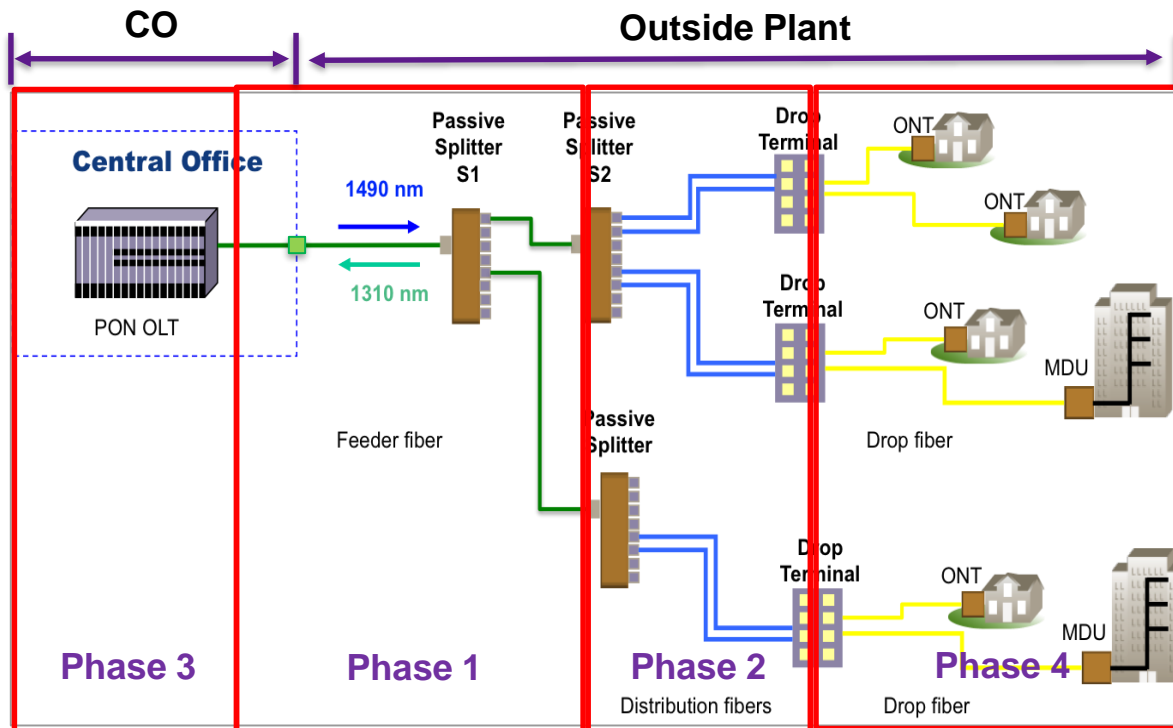 CO
Outside Plant
Central Office
PON OLT
1490 nm
1310 nm
Passive
Splitter
S1
Passive
Splitter
S2
Drop
Terminal
ONT
ONT
Drop
Terminal
ONT
MDU
Feeder fiber
Passive
Splitter
Drop fiber
Drop
Terminal
ONT
MDU
Phase 3
Phase 1
Phase 2
Phase 4
Distribution fibers
Drop fiber